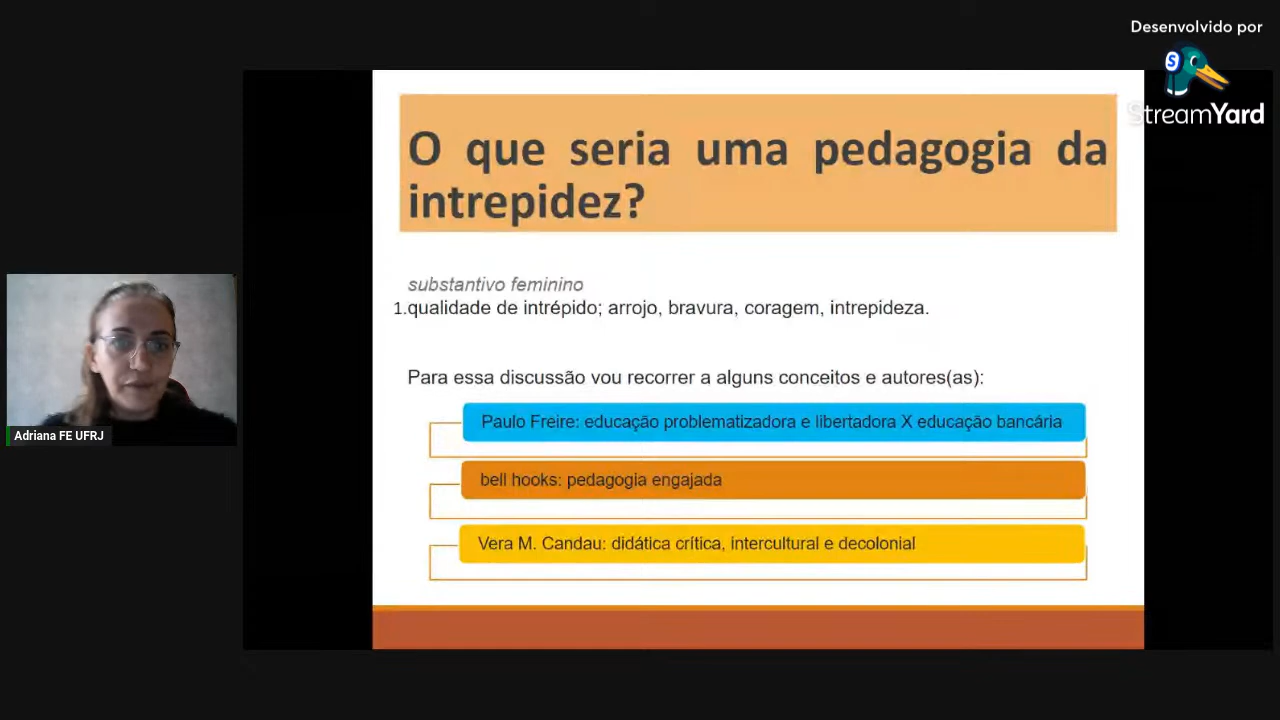 Desenvolvido por
StreamYard
O que seria uma pedagogia da
intrepidez?
substantivo feminino
1.qualidade de intrépido; arrojo, bravura, coragem, intrepideza.
Para essa discussão vou recorrer a alguns conceitos e autores(as):
Paulo Freire: educação problematizadora e libertadora X educação bancária
bell hooks: pedagogia engajada
Vera M. Candau: didática crítica, intercultural e decolonial
Adriana FE UFRJ